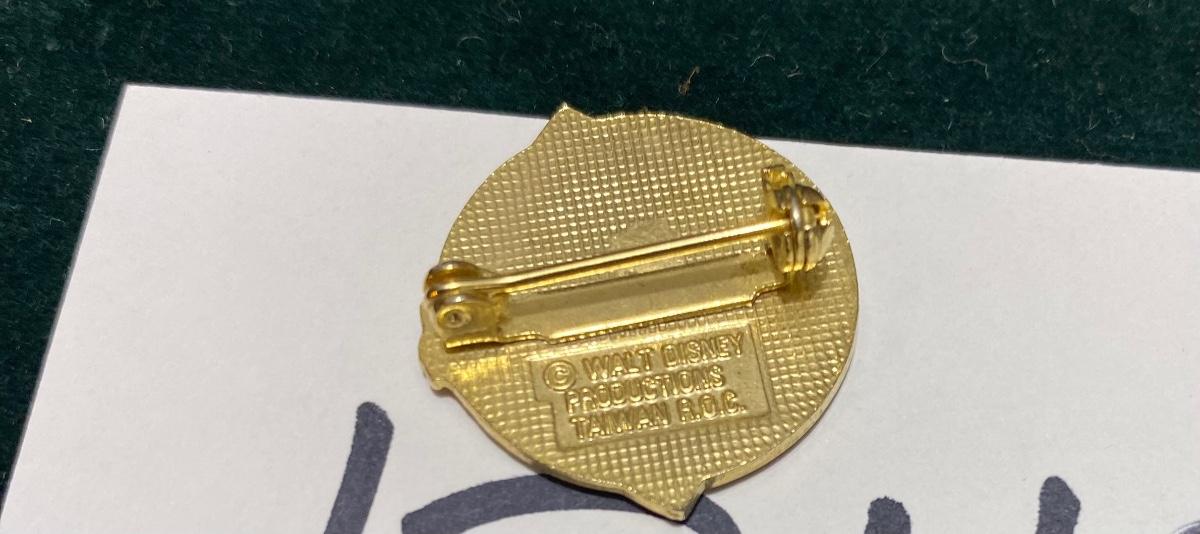 © WALT DISNEY
PRODUCTIONS
TAIWAN R.O.C.